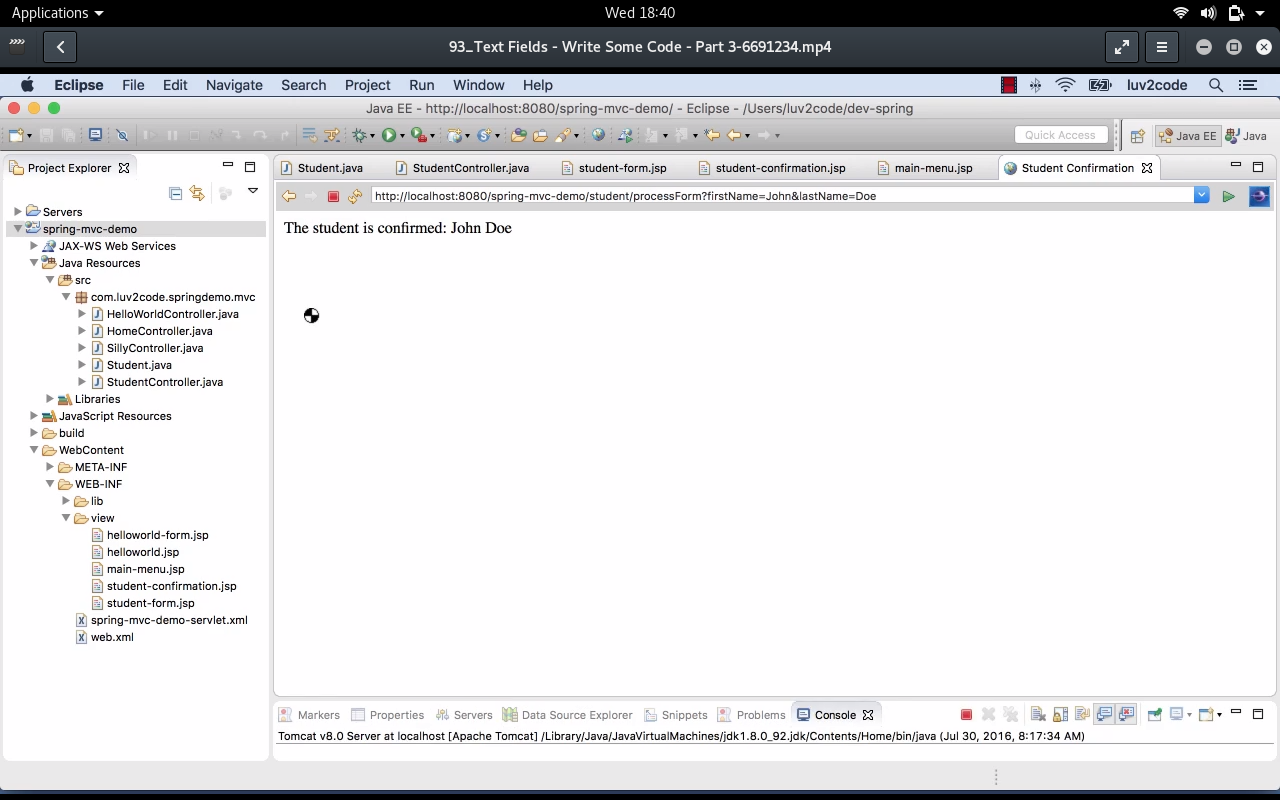 Applications
Wed 18:40
93_Text Fields - Write Some Code - Part 3-6691234.mp4
Eclipse File Edit Navigate Search Project Run Window Help luv2code
Java EE - http://localhost:8080/spring-mvc-demo/ - Eclipse - /Users/luv2code/dev-spring
Quick Access Java EE Java
Project Explorer
Student.java StudentController.java student-form.jsp student-confirmation.jsp main-menu.jsp Student Confirmation
http://localhost:8080/spring-mvc-demo/student/processForm?firstName=John&lastName=Doe
The student is confirmed: John Doe
Servers
spring-mvc-demo
JAX-WS Web Services
Java Resources
src
com.luv2code.springdemo.mvc
HelloWorldController.java
HomeController.java
SillyController.java
Student.java
StudentController.java
Libraries
JavaScript Resources
build
WebContent
META-INF
WEB-INF
lib
view
helloworld-form.jsp
helloworld.jsp
main-menu.jsp
student-confirmation.jsp
student-form.jsp
spring-mvc-demo-servlet.xml
web.xml
Markers Properties Servers Data Source Explorer Snippets Problems Console
Tomcat v8.0 Server at localhost [Apache Tomcat] /Library/Java/JavaVirtualMachines/jdk1.8.0_92.jdk/Contents/Home/bin/java (Jul 30, 2016, 8:17:34 AM)